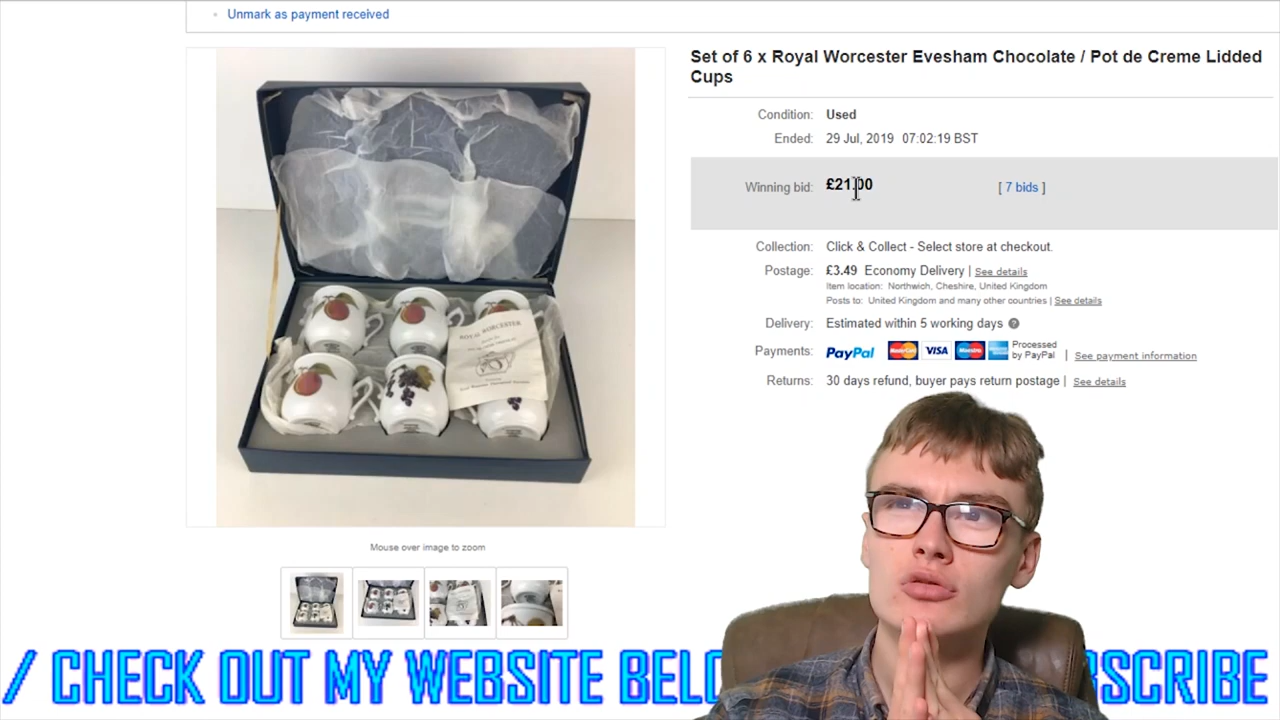 Unmark as payment received
Set of 6 x Royal Worcester Evesham Chocolate / Pot de Creme Lidded
Cups
Condition: Used
Ended: 29 Jul, 2019 07:02:19 BST
Winning bid: £21.00 [ 7 bids ]
Collection: Click & Collect - Select store at checkout.
Postage: £3.49 Economy Delivery | See details
Item location: Northwich, Cheshire, United Kingdom
Posts to: United Kingdom and many other countries | See details
Delivery: Estimated within 5 working days
Payments: PayPal MasterCard VISA Maestro Processed
by PayPal | See payment information
Returns: 30 days refund, buyer pays return postage | See details
ROYAL WORCESTER
Mouse over image to zoom
/ CHECK OUT MY WEBSITE BELO BSCRIBE